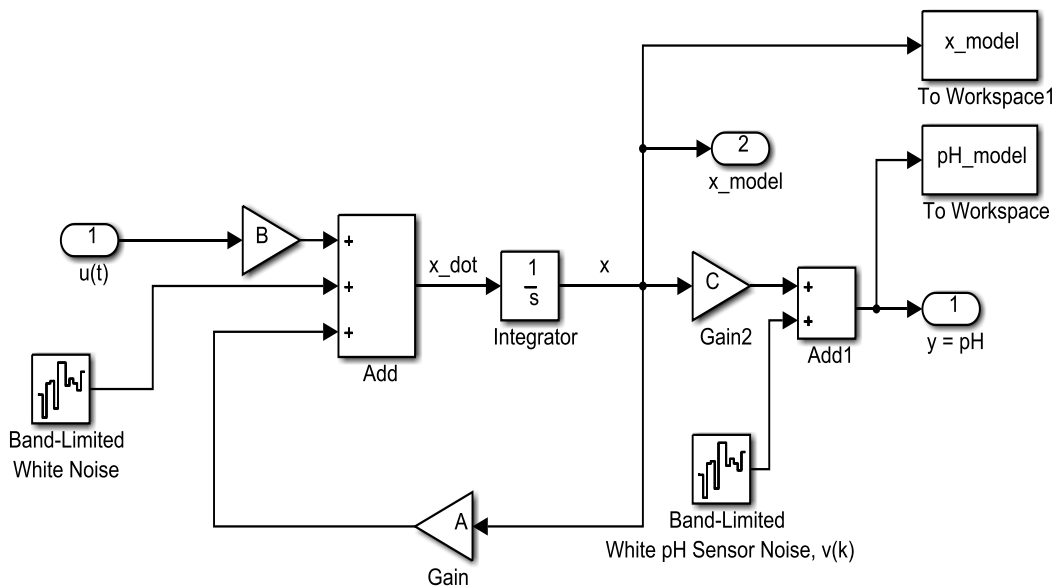 x_model
To Workspace1
2
x_model
pH_model
To Workspace
1
u(t)
B
+
+
+
Add
x_dot
1
s
Integrator
x
C
Gain2
+
+
Add1
1
y = pH
Band-Limited
White Noise
A
Gain
Band-Limited
White pH Sensor Noise, v(k)